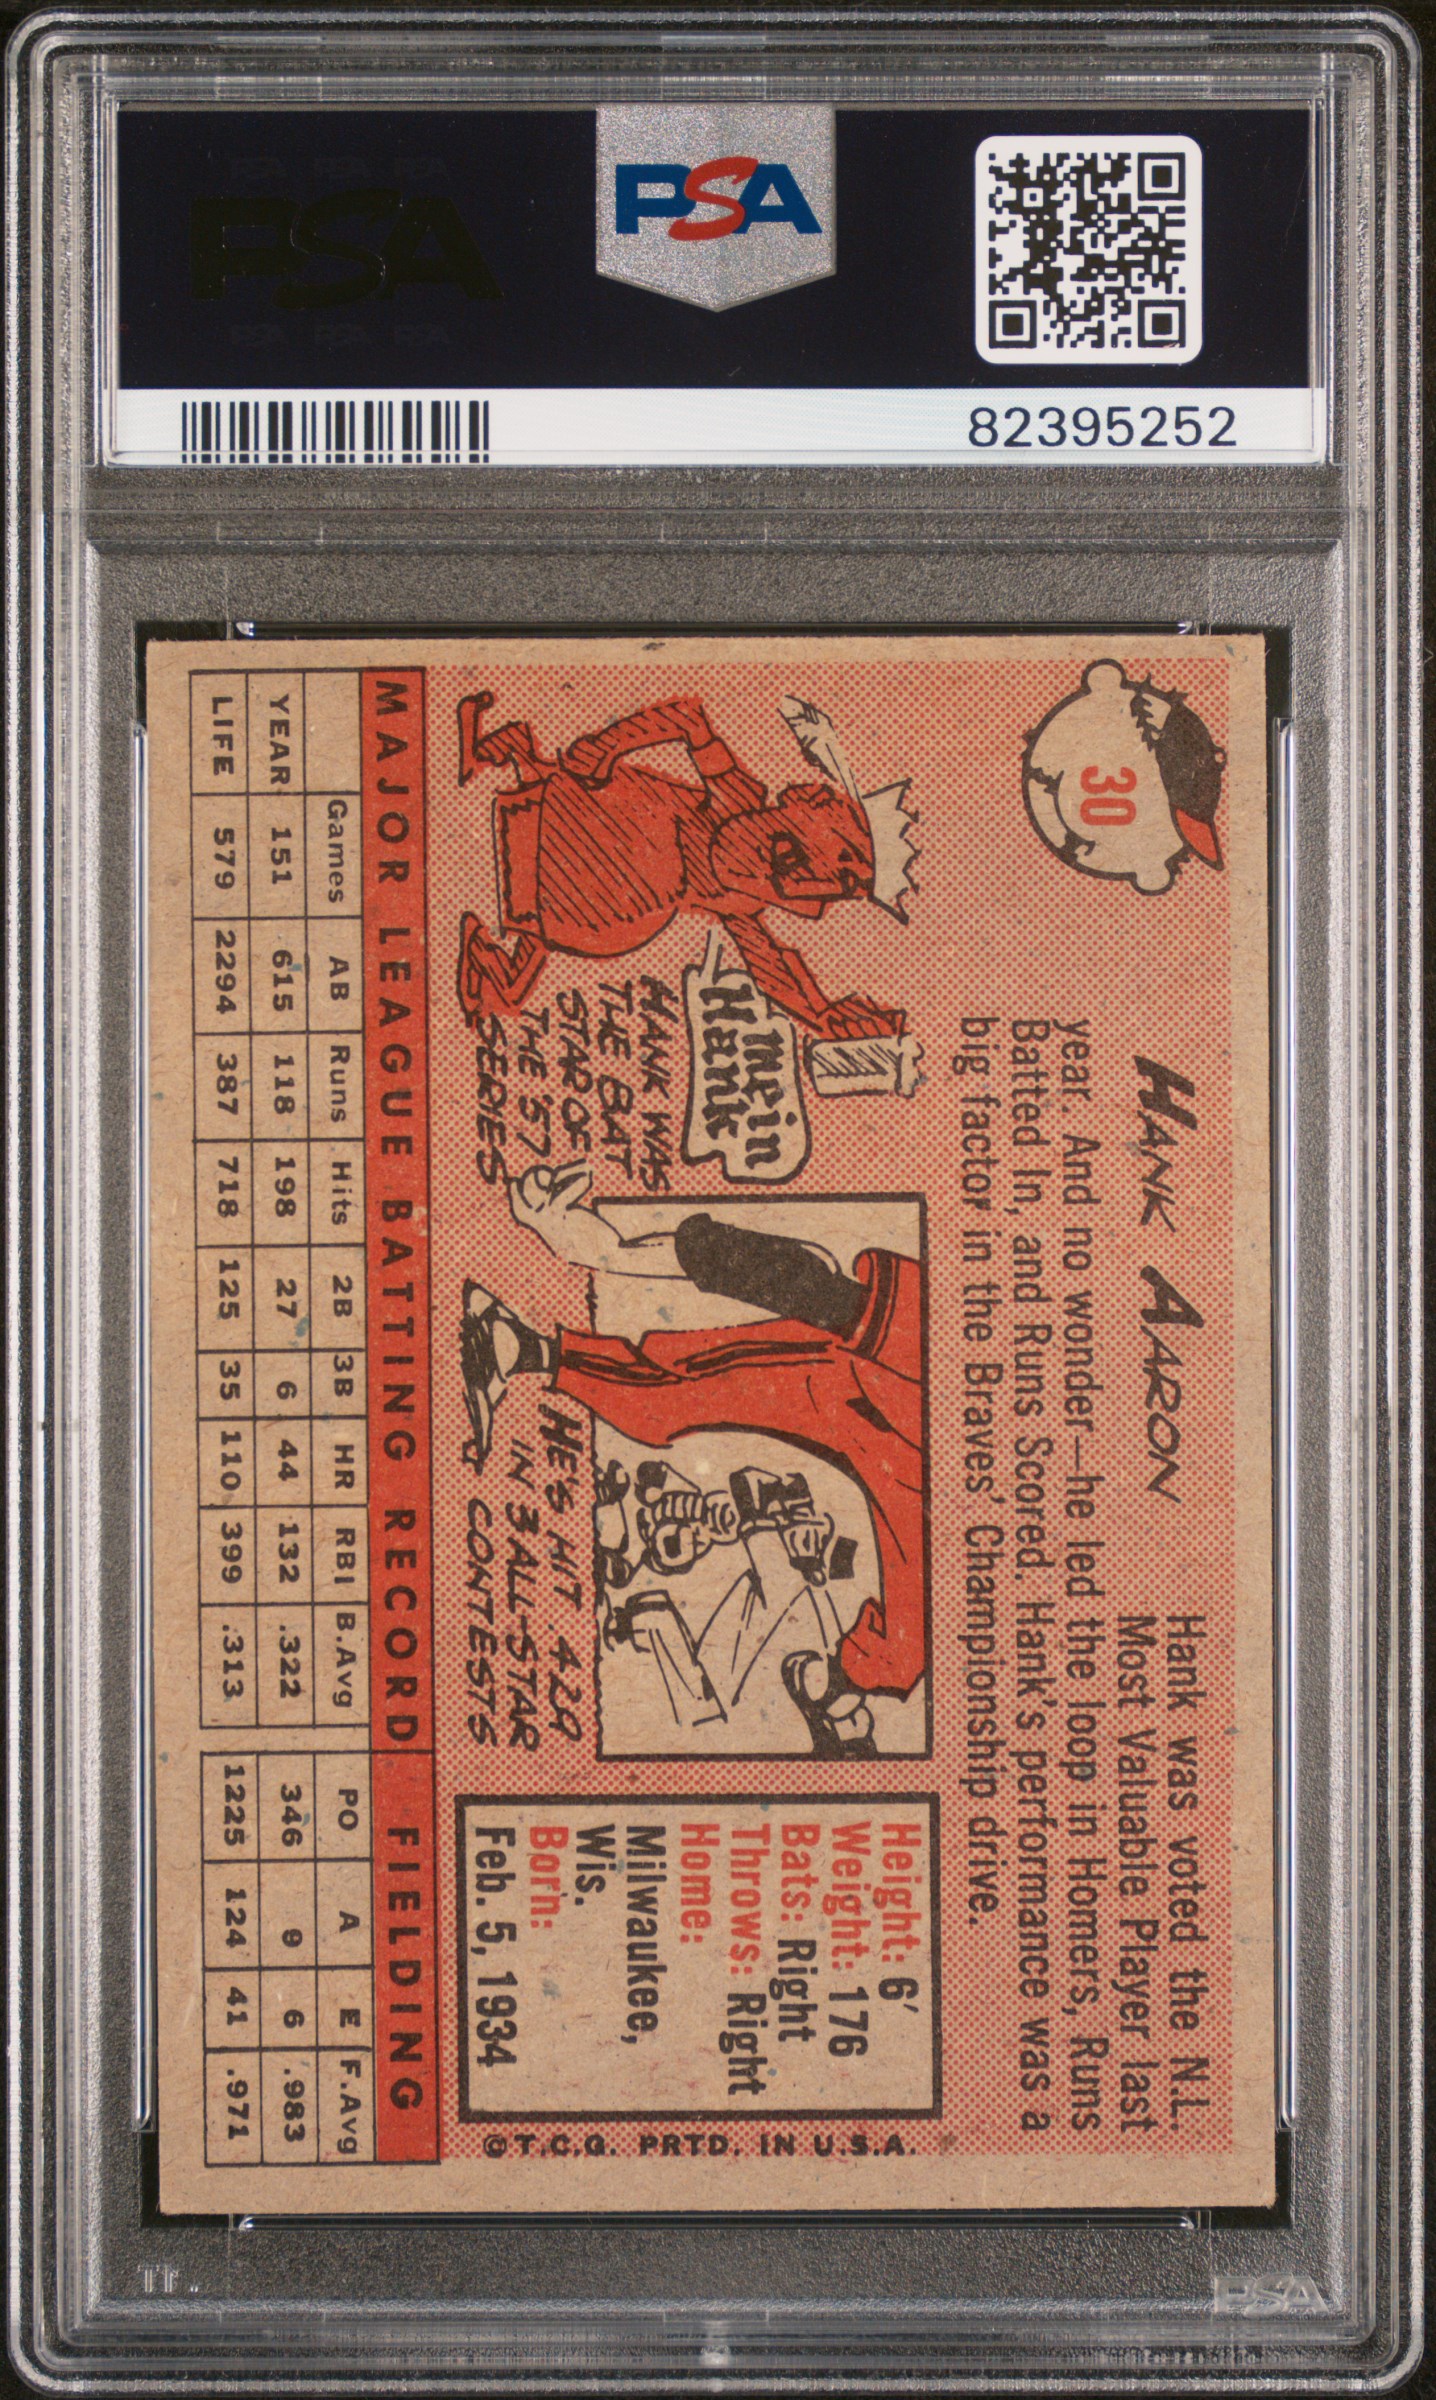 PSA
PSA
82395252
30
HANK AARON
Hank was voted the N.L.
Most Valuable Player last
year. And no wonder—he led the loop in Homers, Runs
Batted In, and Runs Scored. Hank's performance was a
big factor in the Braves' Championship drive.
mein
Hank
HANK WAS
THE BAT
STAR OF
THE '57
SERIES
HE'S HIT .429
IN 3 ALL-STAR
CONTESTS
Height: 6'
Weight: 176
Bats: Right
Throws: Right
Home:
Milwaukee,
Wis.
Born:
Feb. 5, 1934
© T.C.G. PRTD. IN U.S.A.
MAJOR LEAGUE BATTING RECORD FIELDING
Games AB Runs Hits 2B 3B HR RBI B.Avg PO A E F.Avg
YEAR 151 615 118 198 27 6 44 132 .322 346 9 6 .983
LIFE 579 2294 387 718 125 35 110 399 .313 1225 124 41 .971
PSA